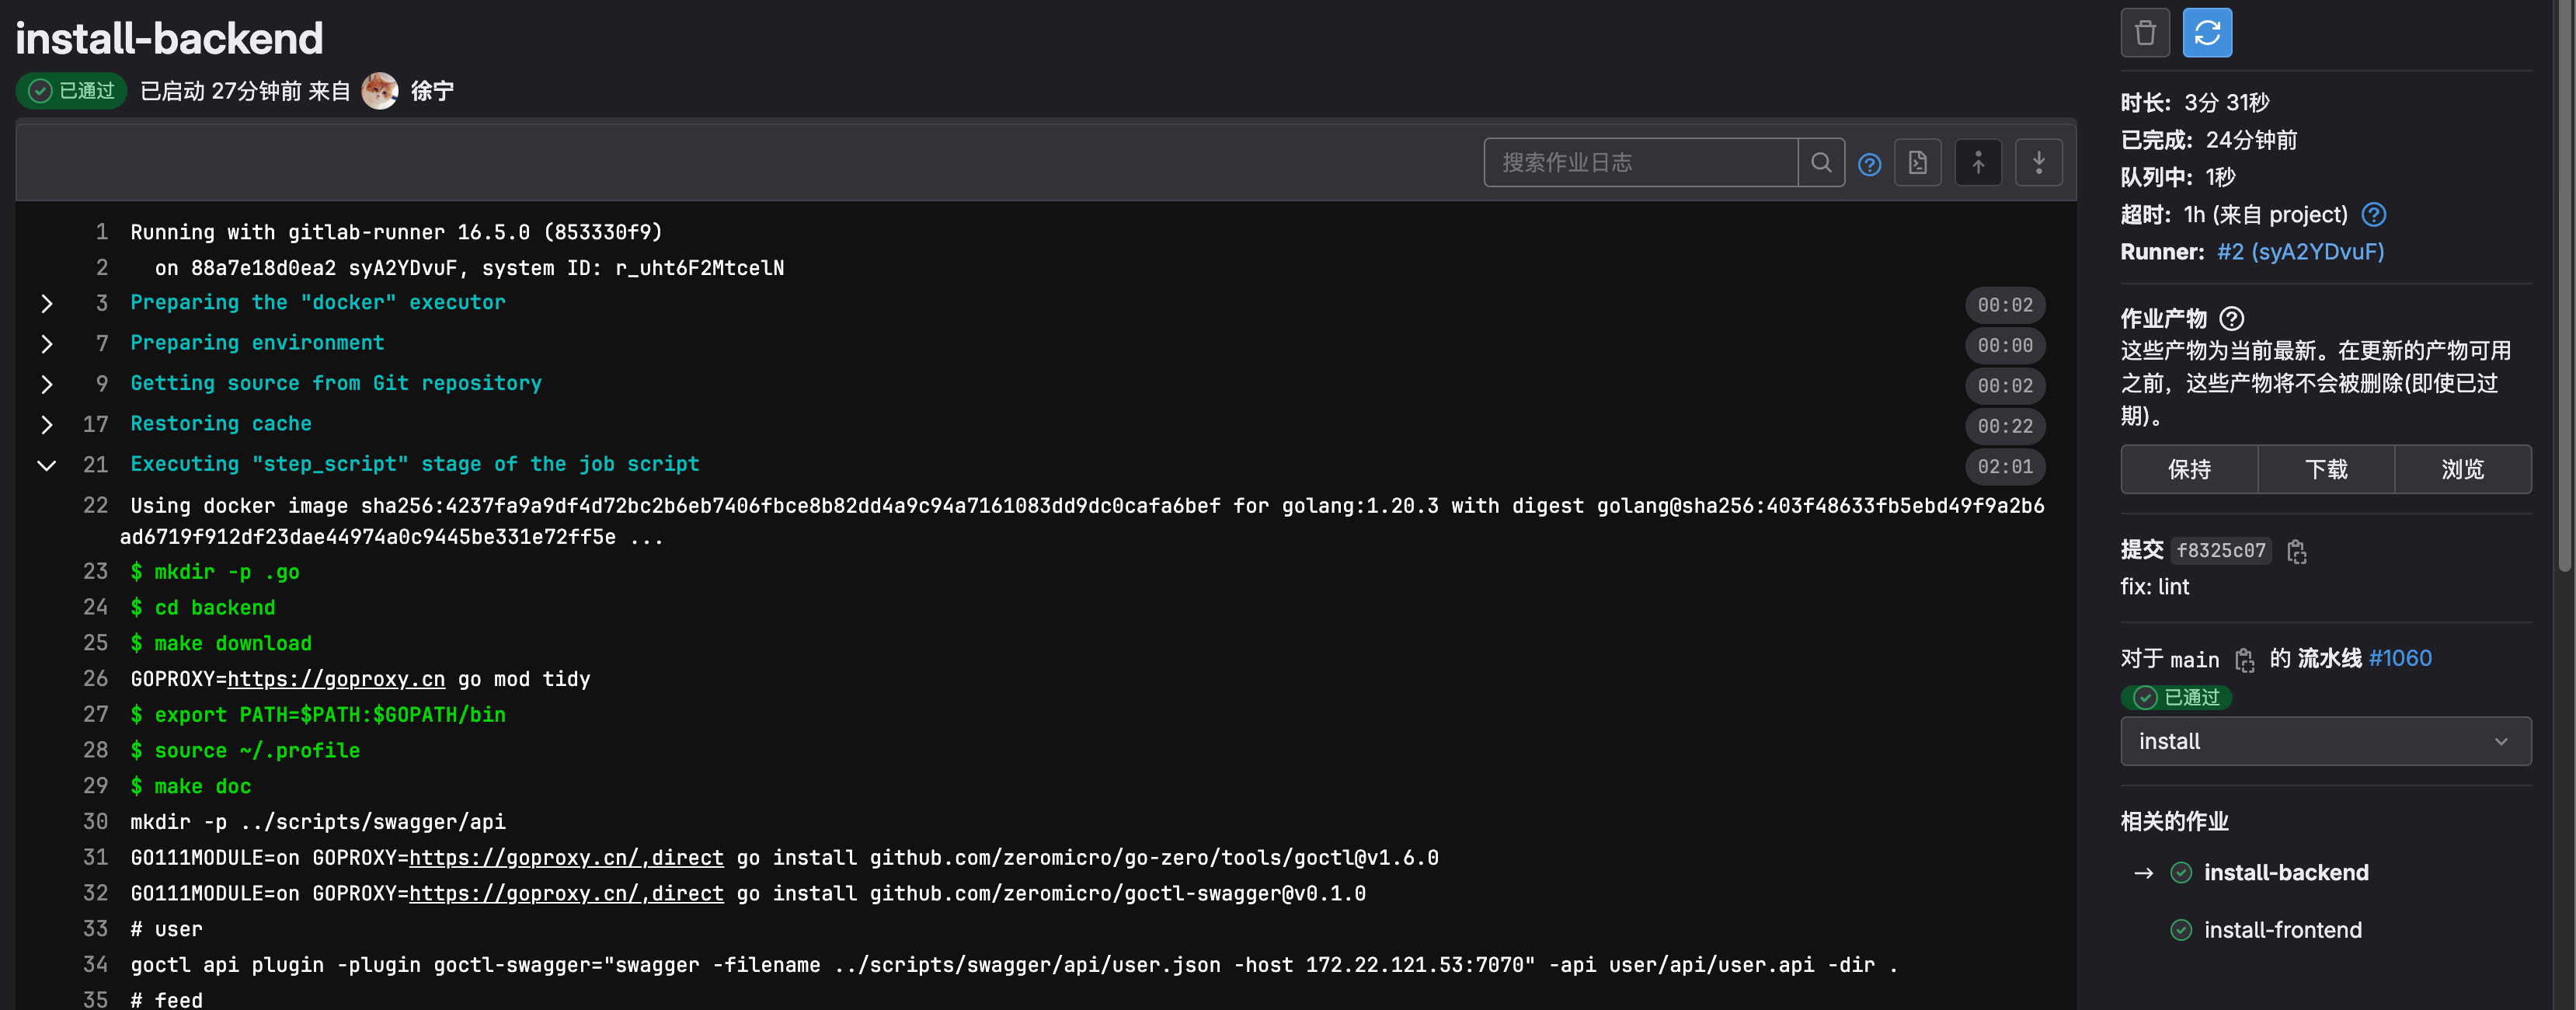 install-backend
已通过 已启动 27分钟前 来自 徐宁
搜索作业日志
1 Running with gitlab-runner 16.5.0 (853330f9)
2 on 88a7e18d0ea2 syA2YDvuF, system ID: r_uht6F2MtcelN
3 Preparing the "docker" executor 00:02
7 Preparing environment 00:00
9 Getting source from Git repository 00:02
17 Restoring cache 00:22
21 Executing "step_script" stage of the job script 02:01
22 Using docker image sha256:4237fa9a9df4d72bc2b6eb7406fbce8b82dd4a9c94a7161083dd9dc0cafa6bef for golang:1.20.3 with digest golang@sha256:403f48633fb5ebd49f9a2b6
ad6719f912df23dae44974a0c9445be331e72ff5e ...
23 $ mkdir -p .go
24 $ cd backend
25 $ make download
26 GOPROXY=https://goproxy.cn go mod tidy
27 $ export PATH=$PATH:$GOPATH/bin
28 $ source ~/.profile
29 $ make doc
30 mkdir -p ../scripts/swagger/api
31 GO111MODULE=on GOPROXY=https://goproxy.cn/,direct go install github.com/zeromicro/go-zero/tools/goctl@v1.6.0
32 GO111MODULE=on GOPROXY=https://goproxy.cn/,direct go install github.com/zeromicro/goctl-swagger@v0.1.0
33 # user
34 goctl api plugin -plugin goctl-swagger="swagger -filename ../scripts/swagger/api/user.json -host 172.22.121.53:7070" -api user/api/user.api -dir .
35 # feed
时长: 3分 31秒
已完成: 24分钟前
队列中: 1秒
超时: 1h (来自 project)
Runner: #2 (syA2YDvuF)
作业产物
这些产物为当前最新。在更新的产物可用
之前，这些产物将不会被删除(即使已过
期)。
保持 下载 浏览
提交 f8325c07
fix: lint
对于 main 的 流水线 #1060
已通过
install
相关的作业
→ install-backend
install-frontend